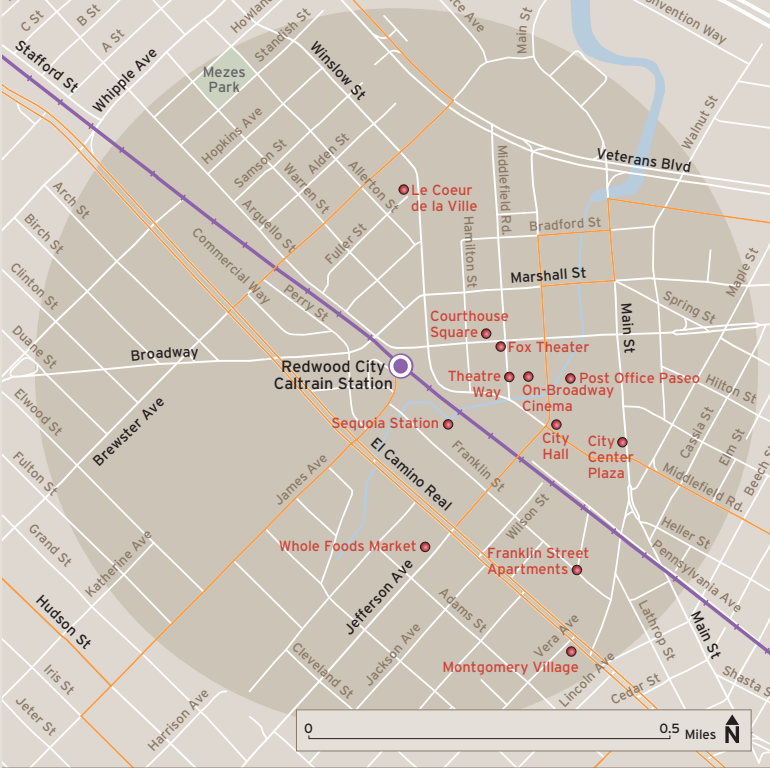 C St
B St
A St
Howland
Standish St
Winslow St
Main St
Convention Way
Stafford St
Whipple Ave
Mezes
Park
Walnut St
Hopkins Ave
Samson St
Alden St
Warren St
Allerton St
Veterans Blvd
Middlefield Rd.
Le Coeur
de la Ville
Arch St
Birch St
Arguello St
Fuller St
Bradford St
Hamilton St
Commercial Way
Clinton St
Perry St
Marshall St
Maple St
Spring St
Main St
Courthouse
Square
Fox Theater
Duane St
Broadway
Redwood City
Caltrain Station
Theatre
Way
On-Broadway
Cinema
Post Office Paseo
Hilton St
Elwood St
Brewster Ave
Sequoia Station
City
Hall
City
Center
Plaza
Cassia St
Elm St
Beech St
Fulton St
James Ave
El Camino Real
Franklin St
Middlefield Rd.
Wilson St
Heller St
Grand St
Katherine Ave
Whole Foods Market
Franklin Street
Apartments
Pennsylvania Ave
Hudson St
Jefferson Ave
Adams St
Vera Ave
Lathrop St
Main St
Cleveland St
Jackson Ave
Montgomery Village
Lincoln Ave
Cedar St
Shasta S
Iris St
Jeter St
Harrison Ave
0
0.5 Miles
N